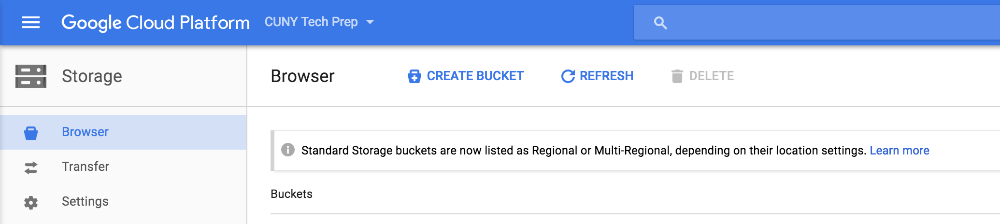 Google Cloud Platform CUNY Tech Prep
Storage
Browser CREATE BUCKET REFRESH DELETE
Browser
Transfer
Settings
Standard Storage buckets are now listed as Regional or Multi-Regional, depending on their location settings. Learn more
Buckets